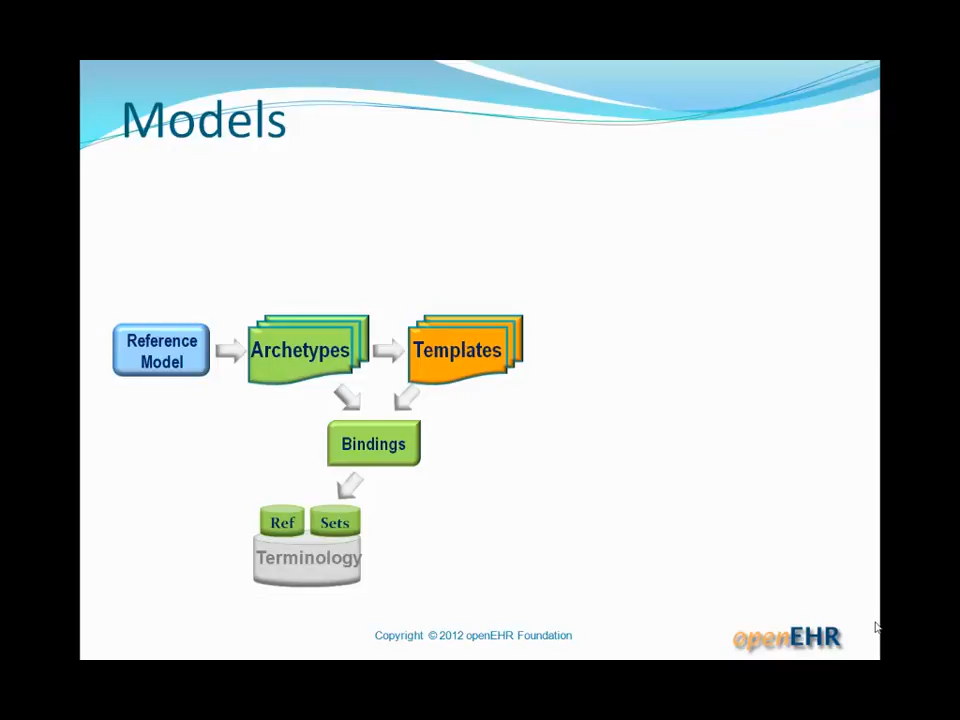 Models
Reference
Model
Archetypes
Templates
Bindings
Ref
Sets
Terminology
Copyright © 2012 openEHR Foundation
openEHR